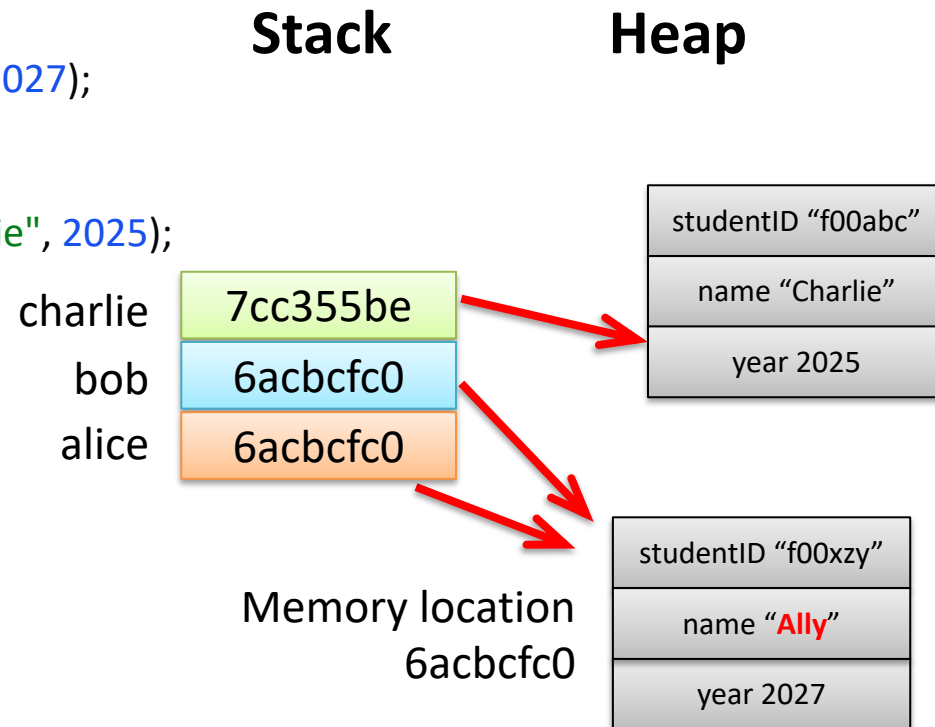 Stack Heap
027);
ie", 2025);
studentID “f00abc”
name “Charlie”
year 2025
charlie 7cc355be
bob 6acbcfc0
alice 6acbcfc0
Memory location
6acbcfc0
studentID “f00xzy”
name “Ally”
year 2027